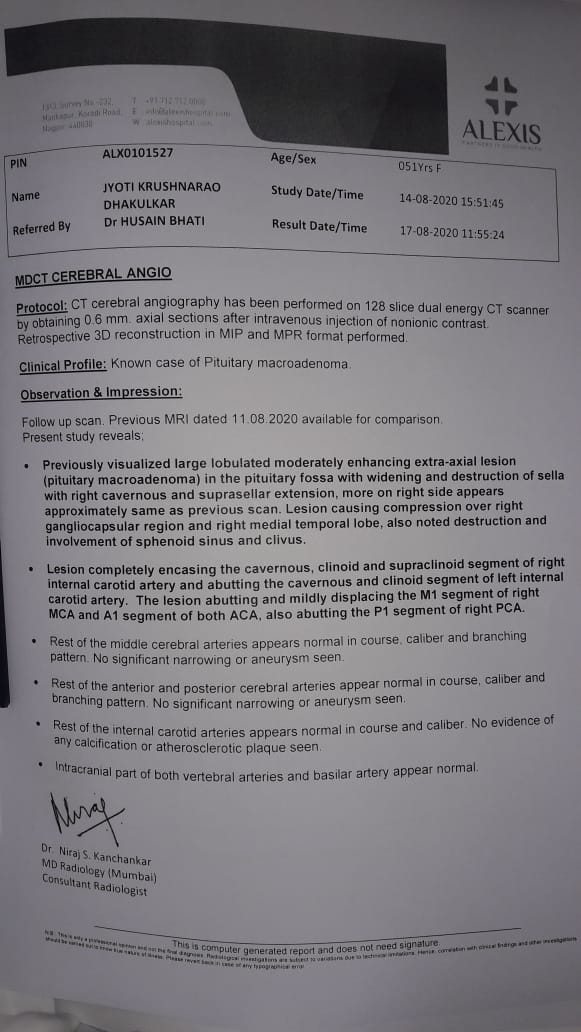 Mankapur, Koradi Road,
Nagpur-440030
T +91 712 712 0000
E info@alexishospital.com
W alexishospital.com
ALEXIS
PIN ALX0101527 Age/Sex 051Yrs F
Name JYOTI KRUSHNARAO DHAKULKAR Study Date/Time 14-08-2020 15:51:45
Referred By Dr HUSAIN BHATI Result Date/Time 17-08-2020 11:55:24
MDCT CEREBRAL ANGIO
Protocol: CT cerebral angiography has been performed on 128 slice dual energy CT scanner
by obtaining 0.6 mm. axial sections after intravenous injection of nonionic contrast.
Retrospective 3D reconstruction in MIP and MPR format performed.
Clinical Profile: Known case of Pituitary macroadenoma.
Observation & Impression:
Follow up scan. Previous MRI dated 11.08.2020 available for comparison.
Present study reveals;
• Previously visualized large lobulated moderately enhancing extra-axial lesion
(pituitary macroadenoma) in the pituitary fossa with widening and destruction of sella
with right cavernous and suprasellar extension, more on right side appears
approximately same as previous scan. Lesion causing compression over right
gangliocapsular region and right medial temporal lobe, also noted destruction and
involvement of sphenoid sinus and clivus.
• Lesion completely encasing the cavernous, clinoid and supraclinoid segment of right
internal carotid artery and abutting the cavernous and clinoid segment of left internal
carotid artery. The lesion abutting and mildly displacing the M1 segment of right
MCA and A1 segment of both ACA, also abutting the P1 segment of right PCA.
• Rest of the middle cerebral arteries appears normal in course, caliber and branching
pattern. No significant narrowing or aneurysm seen.
• Rest of the anterior and posterior cerebral arteries appear normal in course, caliber and
branching pattern. No significant narrowing or aneurysm seen.
• Rest of the internal carotid arteries appears normal in course and caliber. No evidence of
any calcification or atherosclerotic plaque seen.
• Intracranial part of both vertebral arteries and basilar artery appear normal.
Niraj
Dr. Niraj S. Kanchankar
MD Radiology (Mumbai)
Consultant Radiologist
This is computer generated report and does not need signature
N.B.: This is only a professional opinion and not the final diagnosis. Radiological investigations are subject to variations due to technical limitations. Hence, correlation with clinical findings and other investigations
should be carried out to know true nature of illness. Please revert back in case of any typographical error.